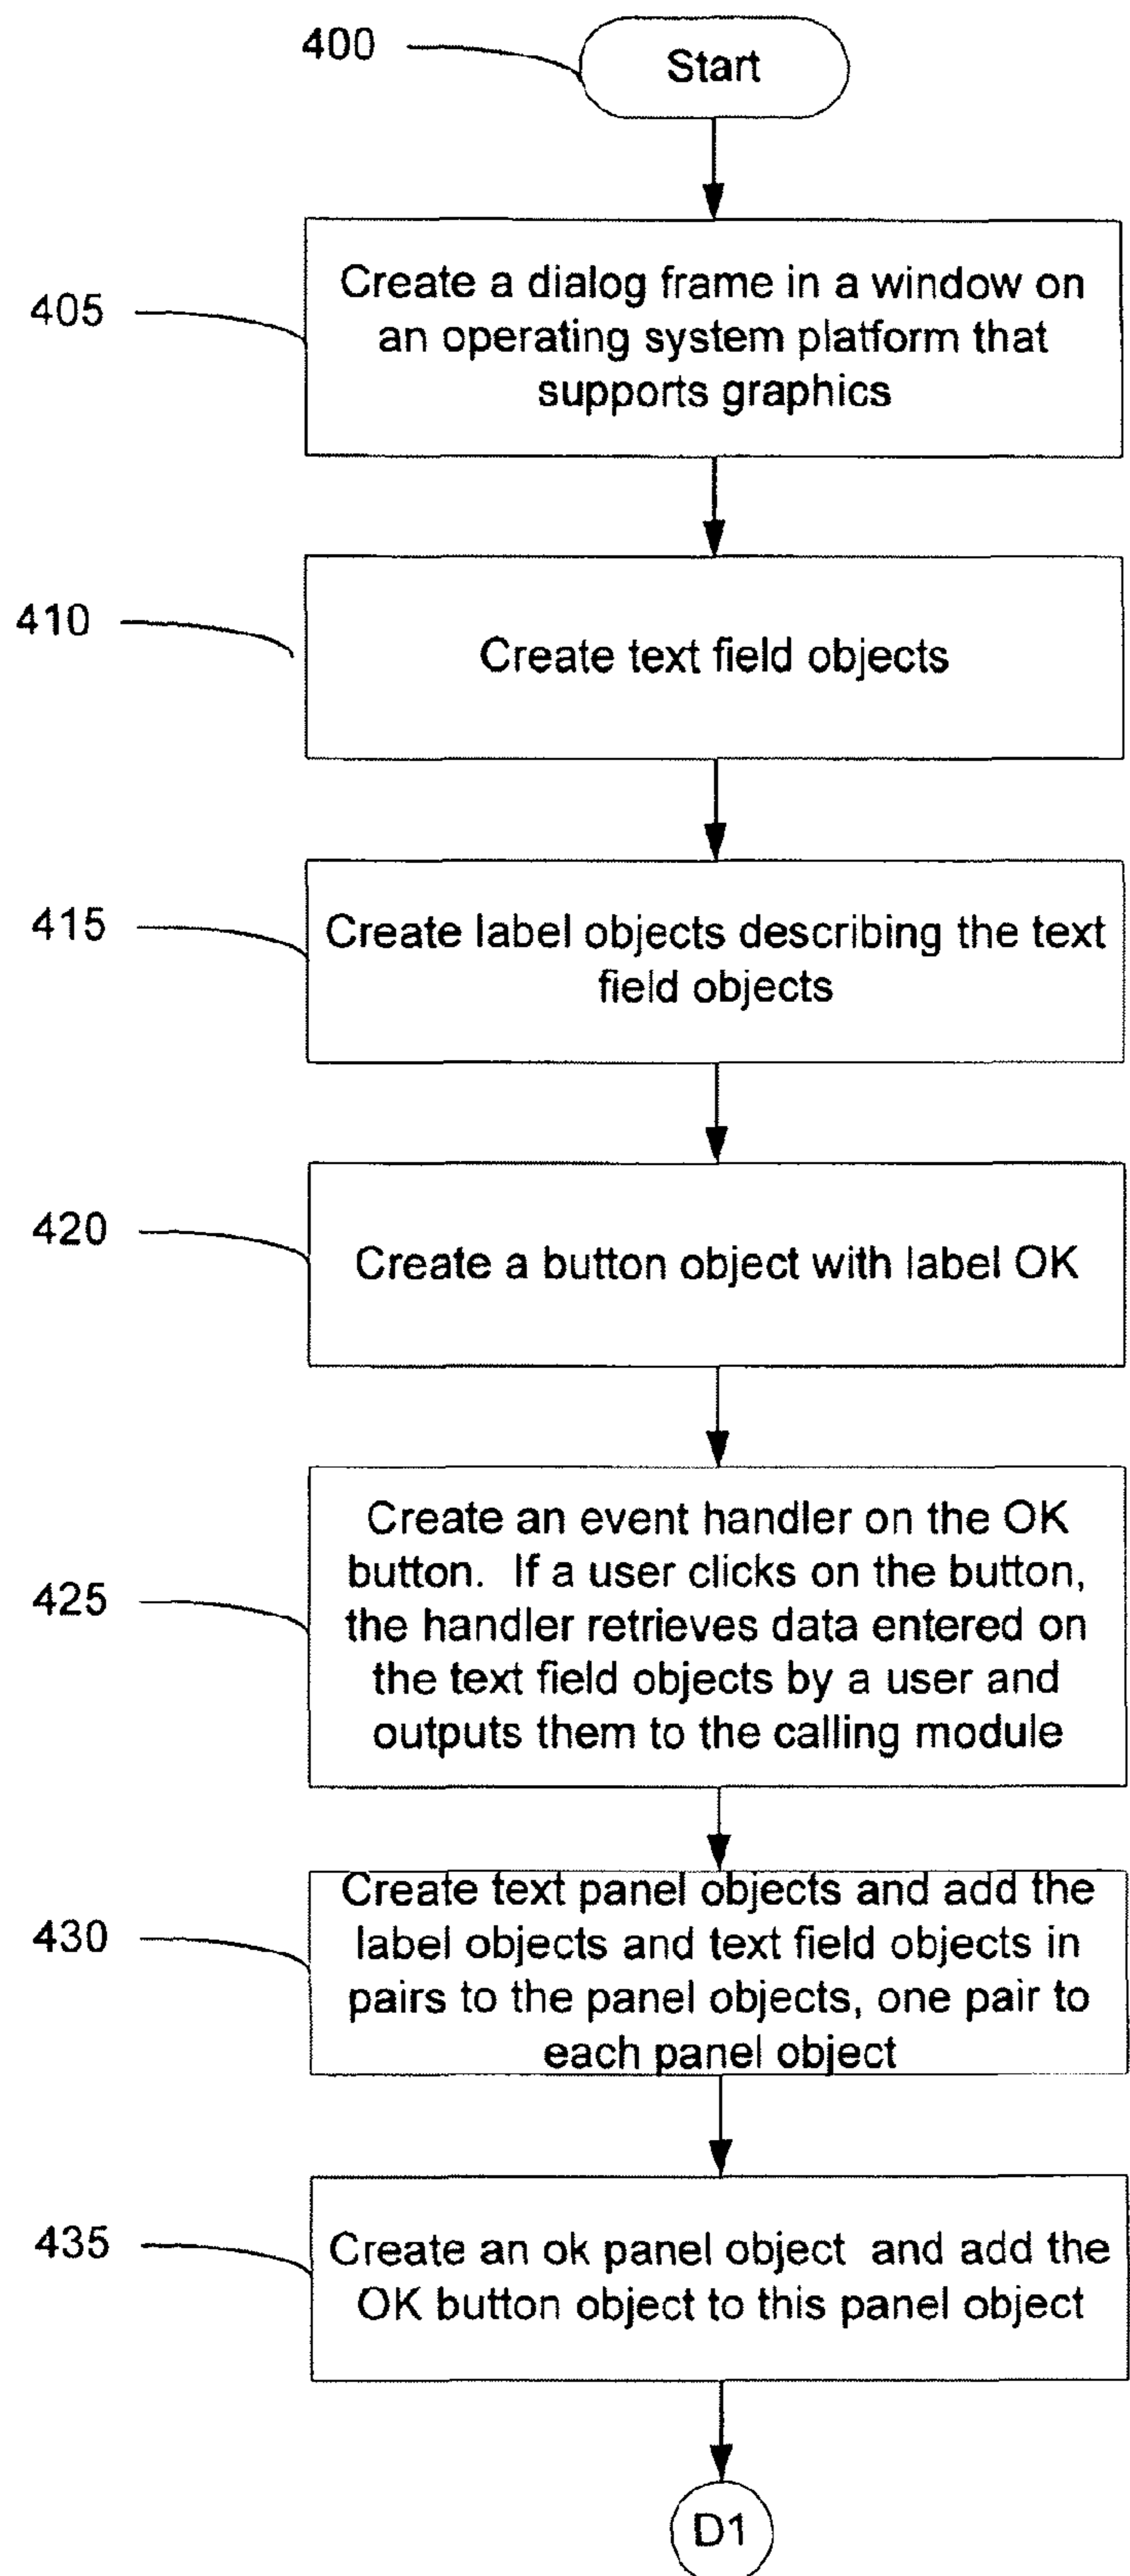 400
Start
405
Create a dialog frame in a window on
an operating system platform that
supports graphics
410
Create text field objects
415
Create label objects describing the text
field objects
420
Create a button object with label OK
425
Create an event handler on the OK
button.  If a user clicks on the button,
the handler retrieves data entered on
the text field objects by a user and
outputs them to the calling module
430
Create text panel objects and add the
label objects and text field objects in
pairs to the panel objects, one pair to
each panel object
435
Create an ok panel object  and add the
OK button object to this panel object
D1